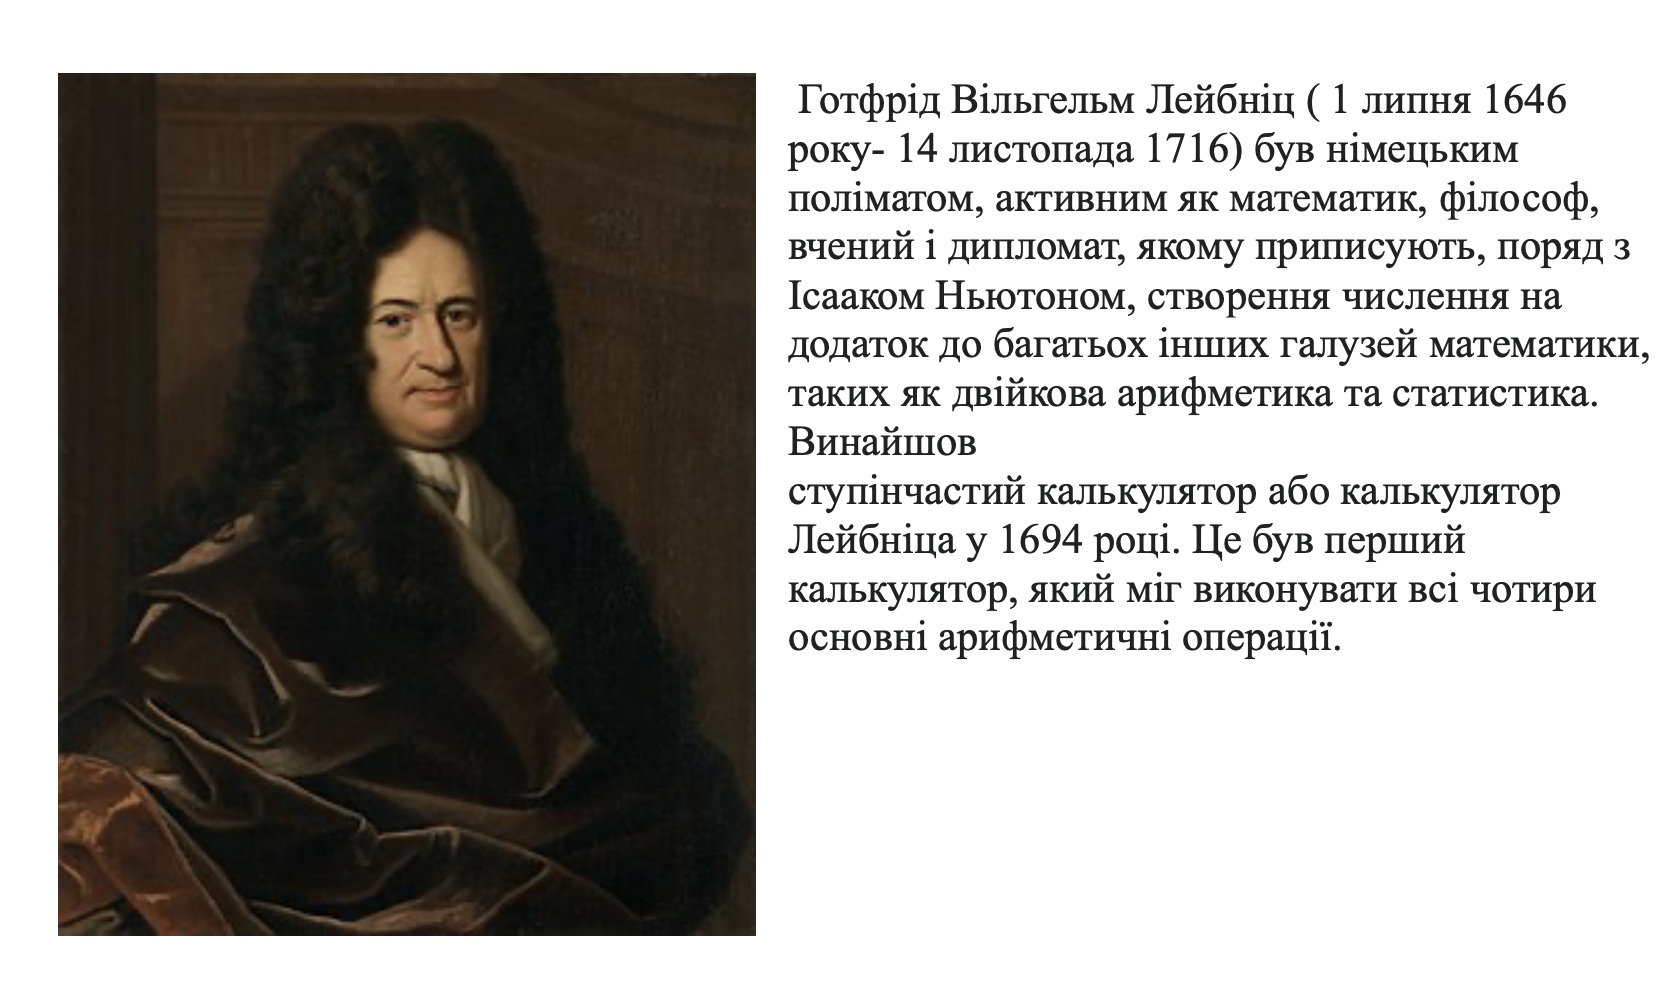 Готфрід Вільгельм Лейбніц ( 1 липня 1646
року- 14 листопада 1716) був німецьким
поліматом, активним як математик, філософ,
вчений і дипломат, якому приписують, поряд з
Ісааком Ньютоном, створення числення на
додаток до багатьох інших галузей математики,
таких як двійкова арифметика та статистика.
Винайшов
ступінчастий калькулятор або калькулятор
Лейбніца у 1694 році. Це був перший
калькулятор, який міг виконувати всі чотири
основні арифметичні операції.